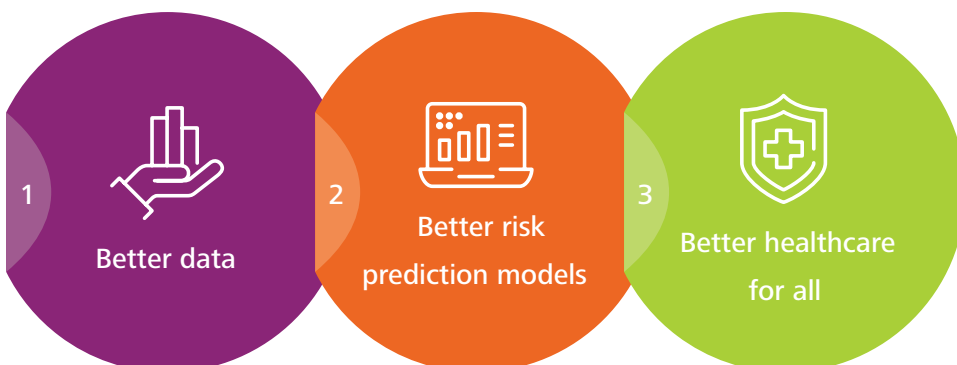 1
Better data
2
Better risk
prediction models
3
Better healthcare
for all